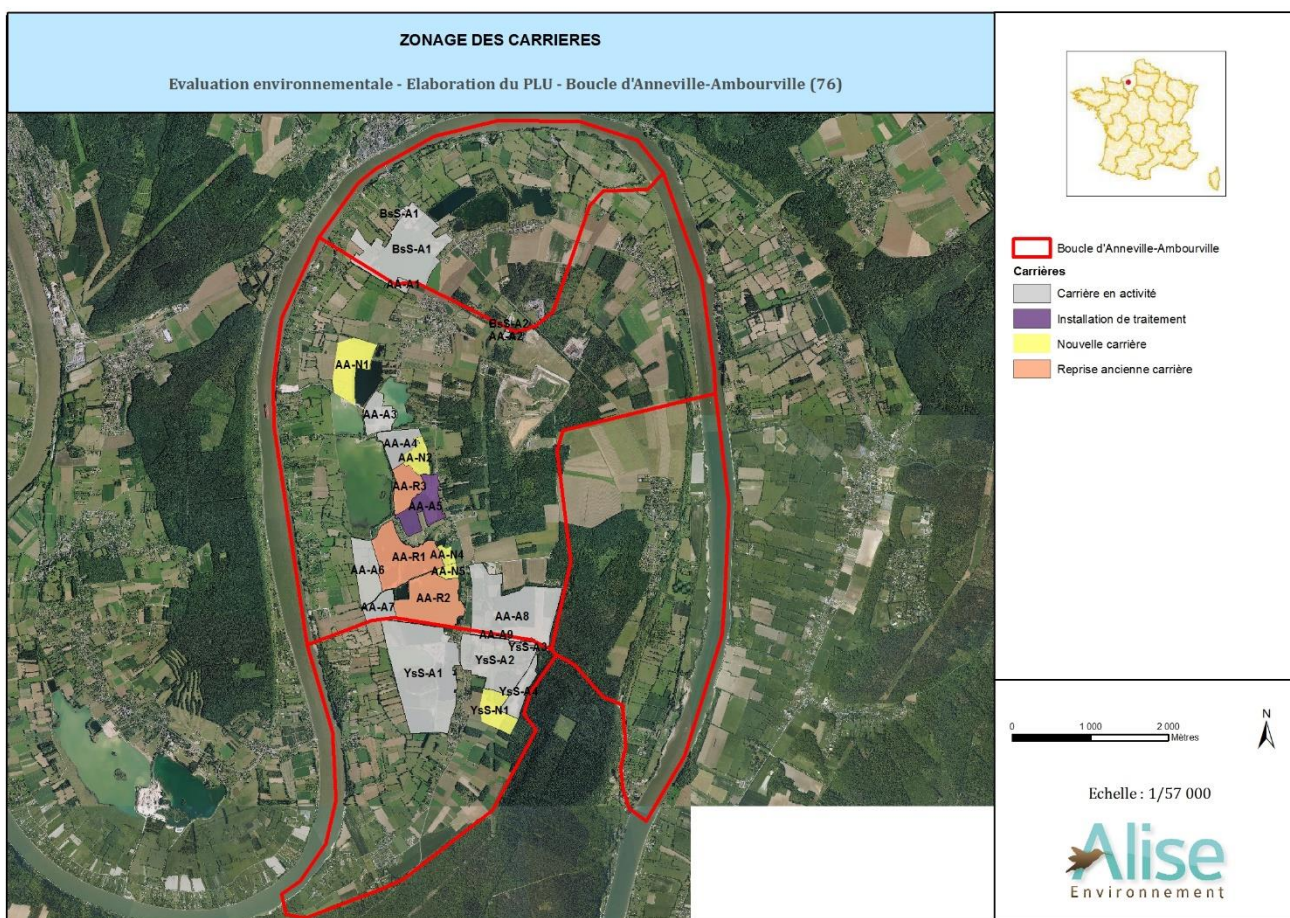 ZONAGE DES CARRIERES
Evaluation environnementale - Elaboration du PLU - Boucle d'Anneville-Ambourville (76)
BsS-A1
BsS-A1
AA-A1
BsS-A2
AA-A2
AA-N1
AA-A3
AA-A4
AA-N2
AA-R3
AA-A5
AA-R1
AA-N4
AA-A6
AA-N5
AA-R2
AA-A7
AA-A8
AA-A9
YsS-A3
YsS-A2
YsS-A1
YsS-A4
YsS-N1
Boucle d'Anneville-Ambourville
Carrières
Carrière en activité
Installation de traitement
Nouvelle carrière
Reprise ancienne carrière
0 1 000 2 000
Mètres
N
Echelle : 1/57 000
Alise
Environnement